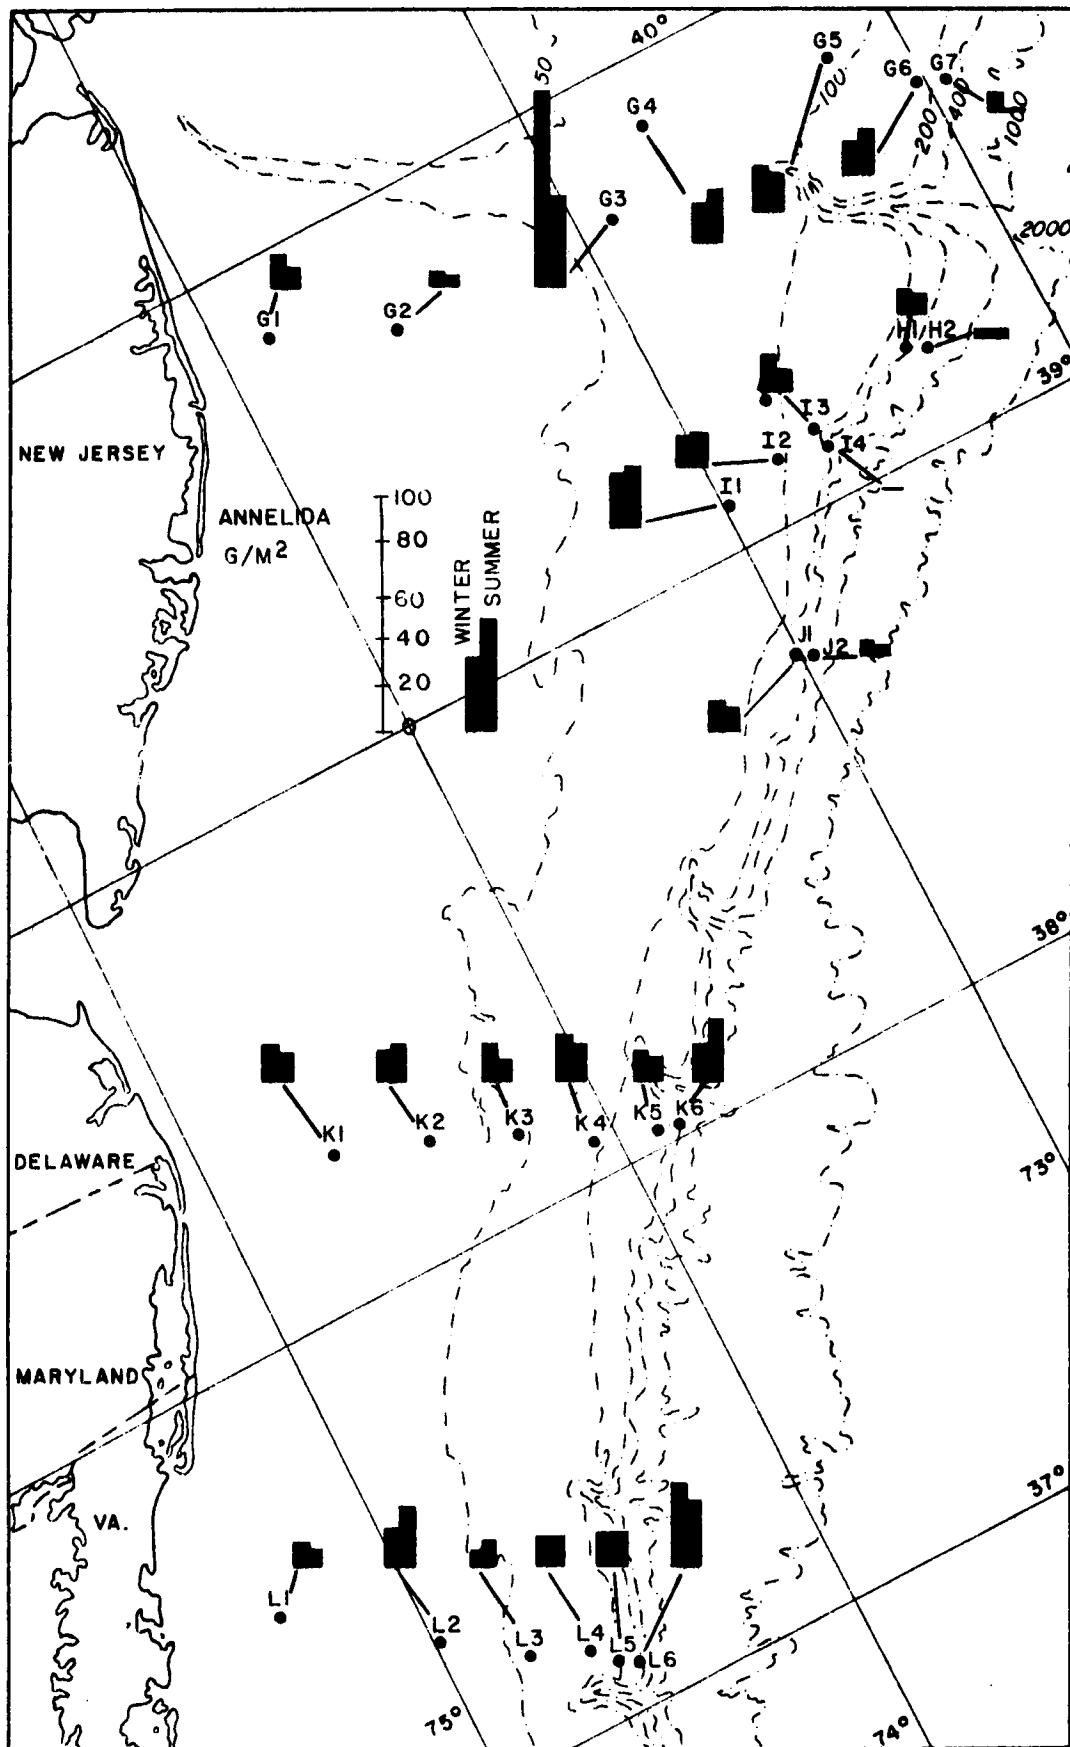 40°
G5
50
100
G6
G7
200
400
1000
G4
G3
2000
G1
G2
H1
H2
39°
I3
I2
I4
I1
NEW JERSEY
ANNELIDA
G/M²
100
80
60
40
20
WINTER
SUMMER
J1
J2
38°
K1
K2
K3
K4
K5
K6
DELAWARE
73°
MARYLAND
37°
VA.
L1
L2
L3
L4
L5
L6
75°
74°